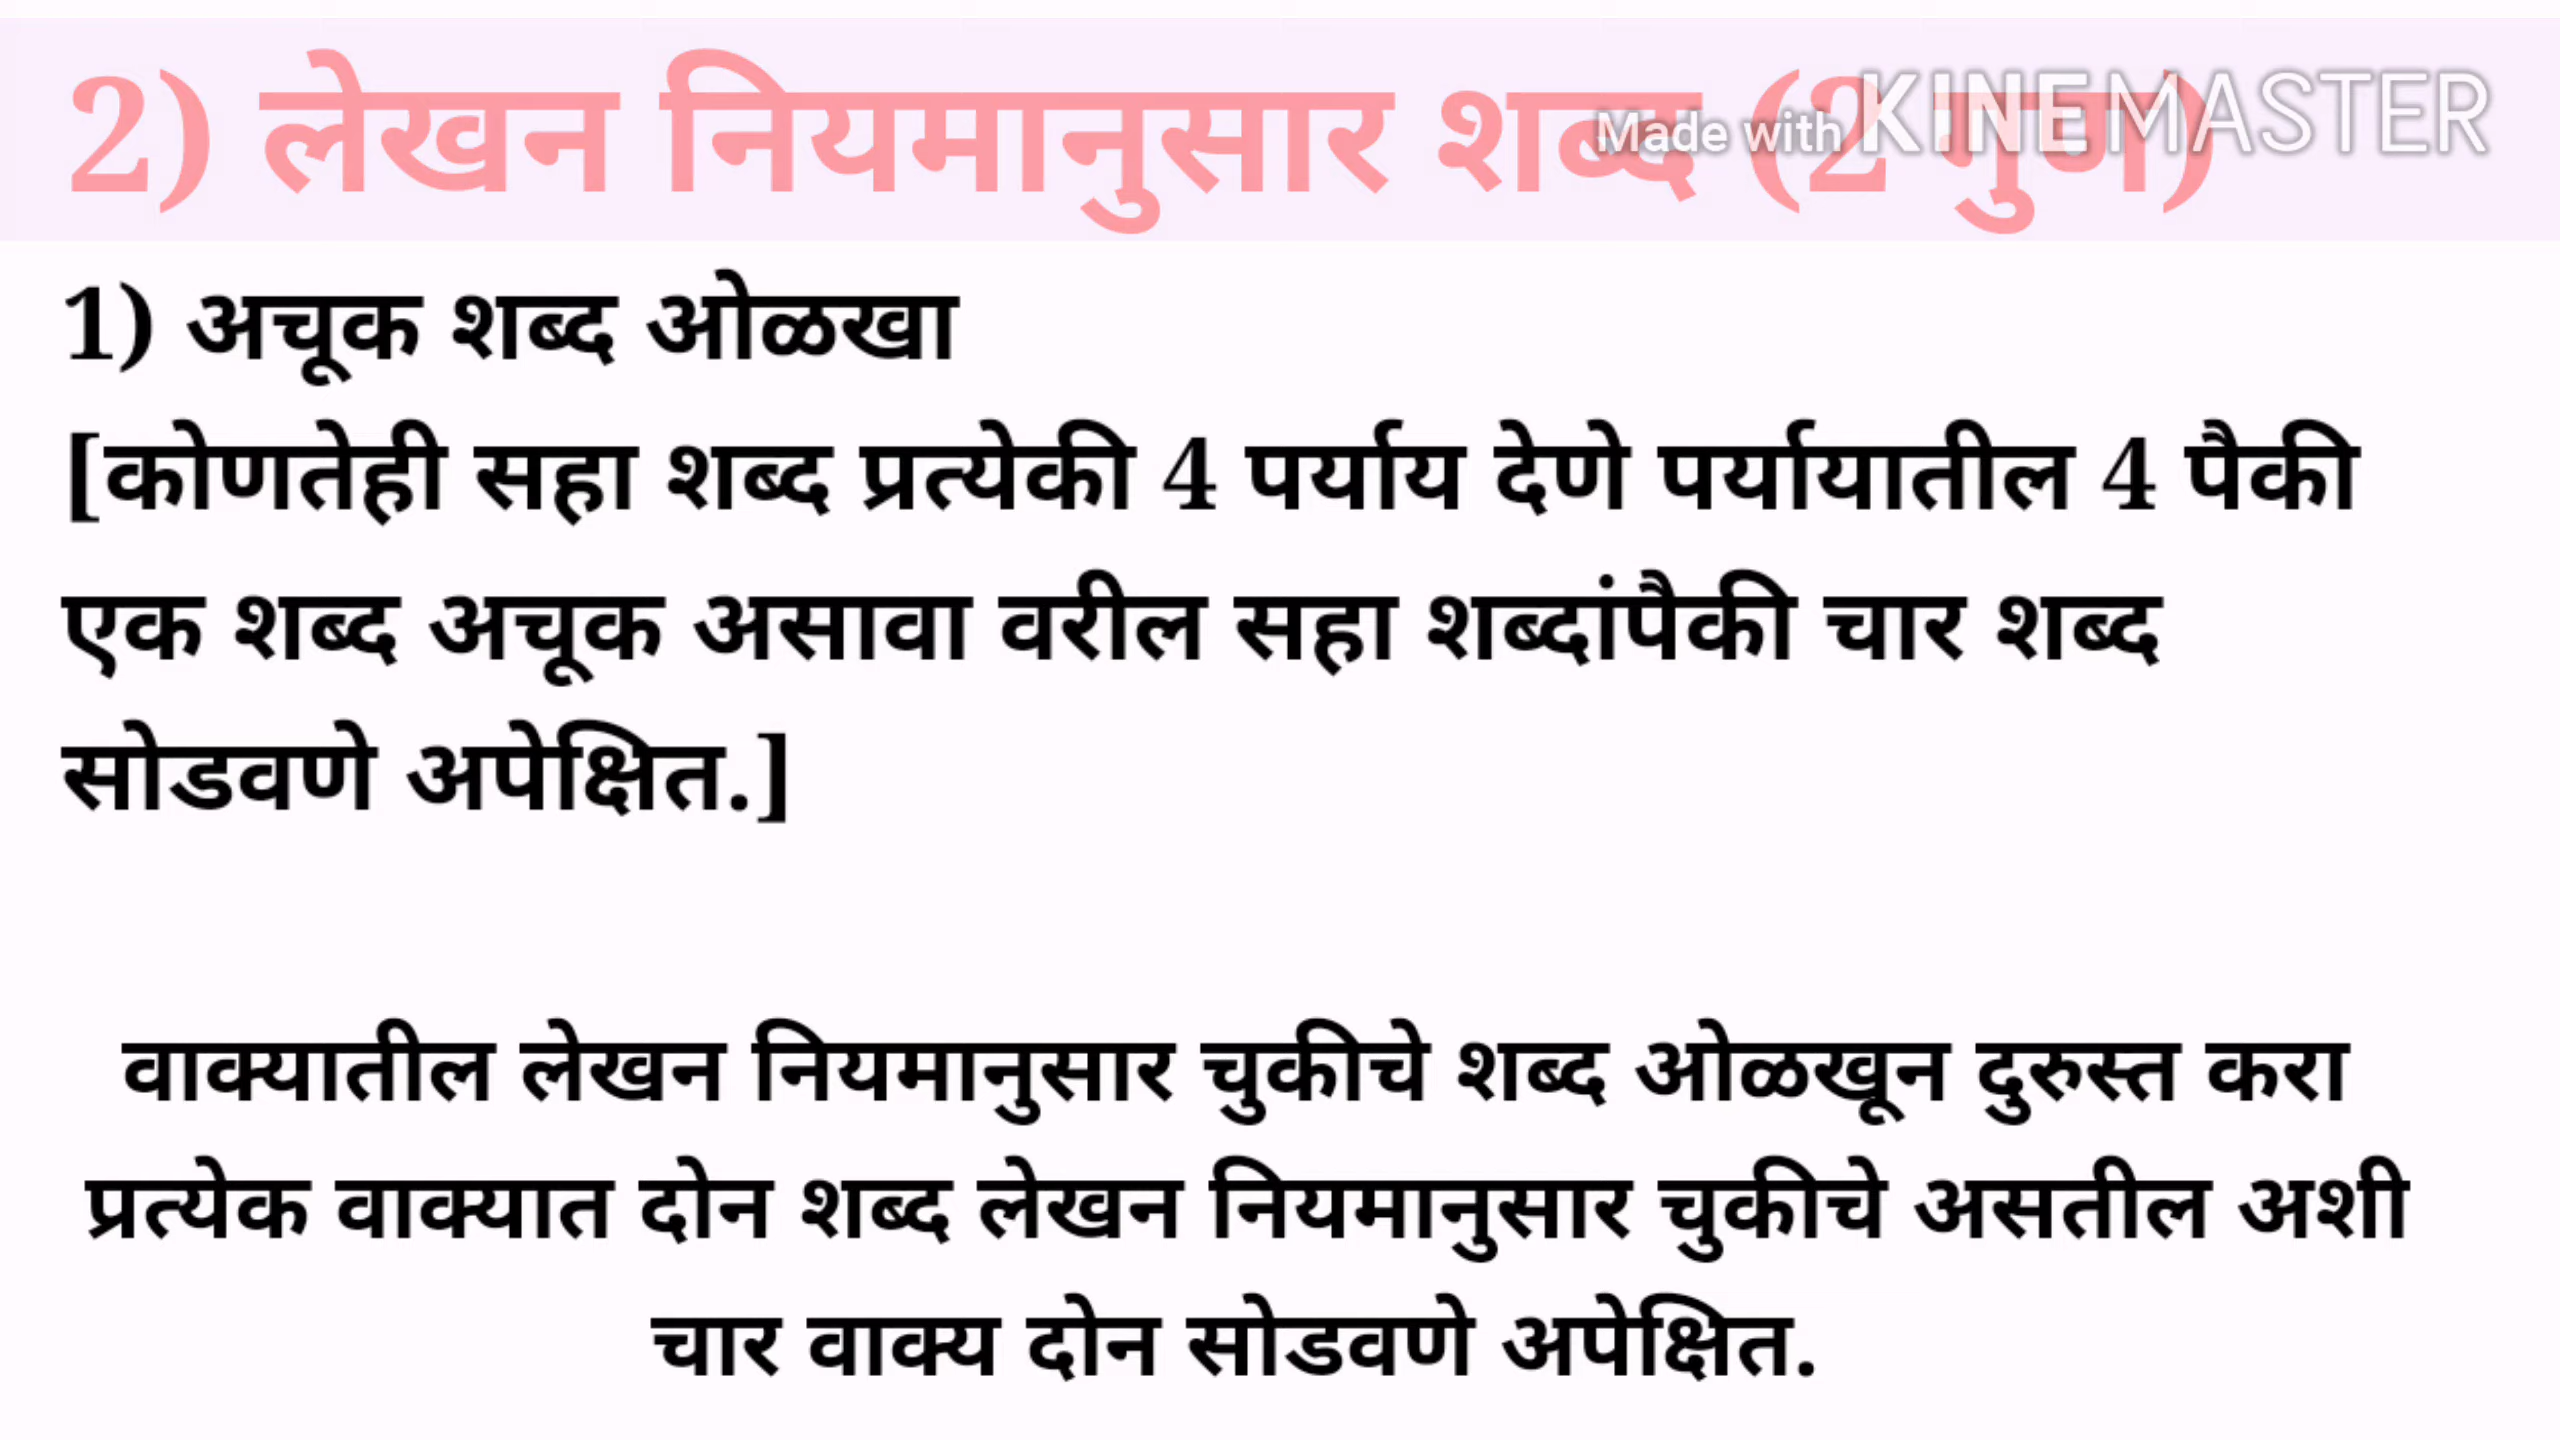 2) लेखन नियमानुसार शब्द (2 गुण)
Made with KINEMASTER
1) अचूक शब्द ओळखा
[कोणतेही सहा शब्द प्रत्येकी 4 पर्याय देणे पर्यायातील 4 पैकी
एक शब्द अचूक असावा वरील सहा शब्दांपैकी चार शब्द
सोडवणे अपेक्षित.]
वाक्यातील लेखन नियमानुसार चुकीचे शब्द ओळखून दुरुस्त करा
प्रत्येक वाक्यात दोन शब्द लेखन नियमानुसार चुकीचे असतील अशी
चार वाक्य दोन सोडवणे अपेक्षित.